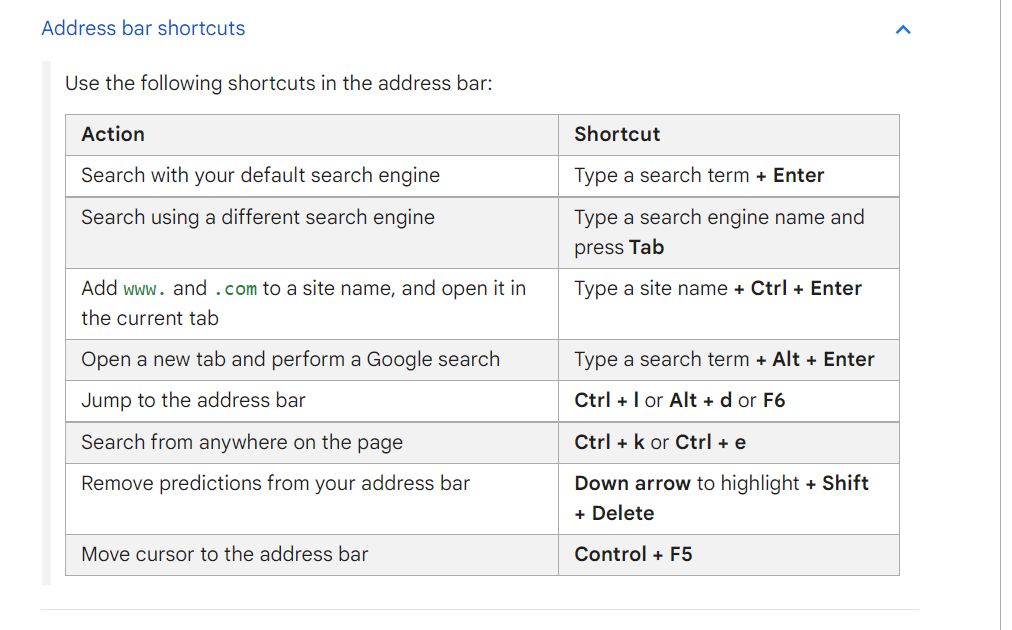 Address bar shortcuts
Use the following shortcuts in the address bar:
Action Shortcut
Search with your default search engine Type a search term + Enter
Search using a different search engine Type a search engine name and
press Tab
Add www. and .com to a site name, and open it in Type a site name + Ctrl + Enter
the current tab
Open a new tab and perform a Google search Type a search term + Alt + Enter
Jump to the address bar Ctrl + l or Alt + d or F6
Search from anywhere on the page Ctrl + k or Ctrl + e
Remove predictions from your address bar Down arrow to highlight + Shift
+ Delete
Move cursor to the address bar Control + F5